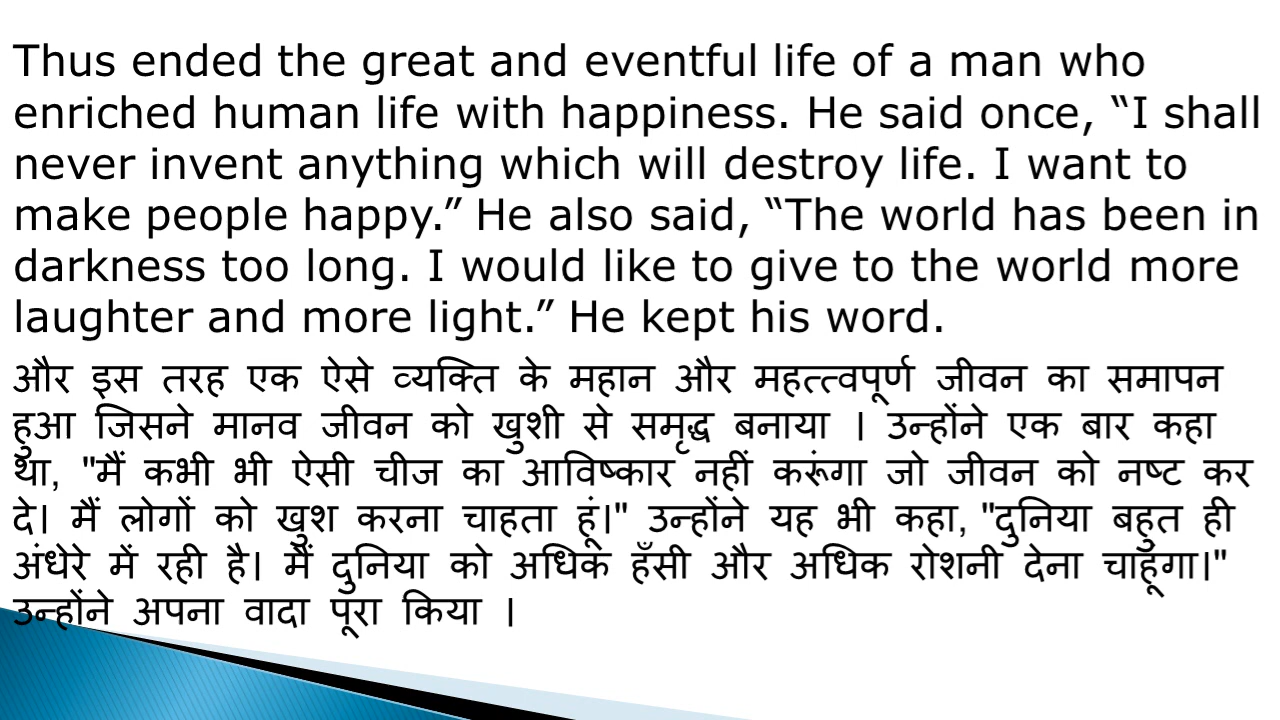 Thus ended the great and eventful life of a man who
enriched human life with happiness. He said once, “I shall
never invent anything which will destroy life. I want to
make people happy.” He also said, “The world has been in
darkness too long. I would like to give to the world more
laughter and more light.” He kept his word.
और इस तरह एक ऐसे व्यक्ति के महान और महत्त्वपूर्ण जीवन का समापन
हुआ जिसने मानव जीवन को खुशी से समृद्ध बनाया । उन्होंने एक बार कहा
था, "मैं कभी भी ऐसी चीज का आविष्कार नहीं करूंगा जो जीवन को नष्ट कर
दे। मैं लोगों को खुश करना चाहता हूं।" उन्होंने यह भी कहा, "दुनिया बहुत ही
अंधेरे में रही है। मैं दुनिया को अधिक हँसी और अधिक रोशनी देना चाहूँगा।"
उन्होंने अपना वादा पूरा किया ।